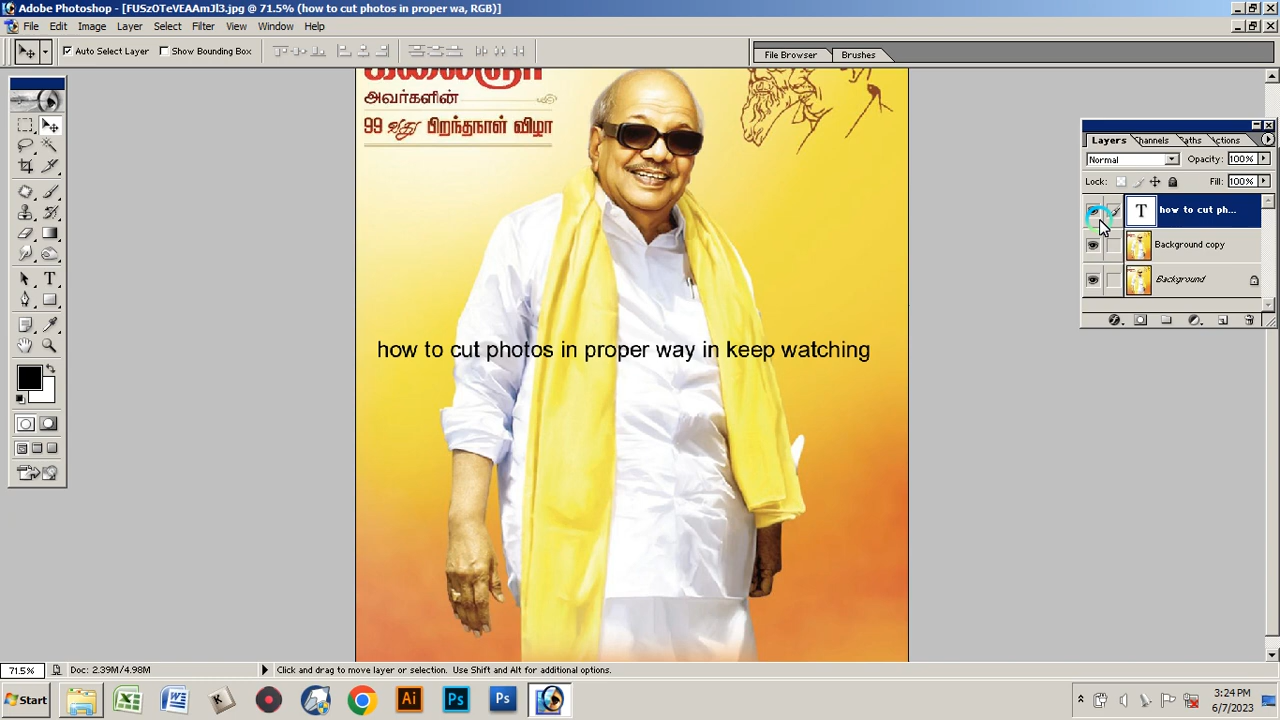 Adobe Photoshop - [FUSzOTeVEAAmJl3.jpg @ 71.5% (how to cut photos in proper wa, RGB)]
File Edit Image Layer Select Filter View Window Help
Auto Select Layer Show Bounding Box
File Browser Brushes
அவர்களின்
99 வது பிறந்தநாள் விழா
how to cut photos in proper way in keep watching
Layers Channels Paths Actions
Normal Opacity: 100%
Lock: Fill: 100%
T how to cut ph...
Background copy
Background
71.5% Doc: 2.39M/4.98M Click and drag to move layer or selection. Use Shift and Alt for additional options.
Start K Ai Ps Ps
3:24 PM
6/7/2023